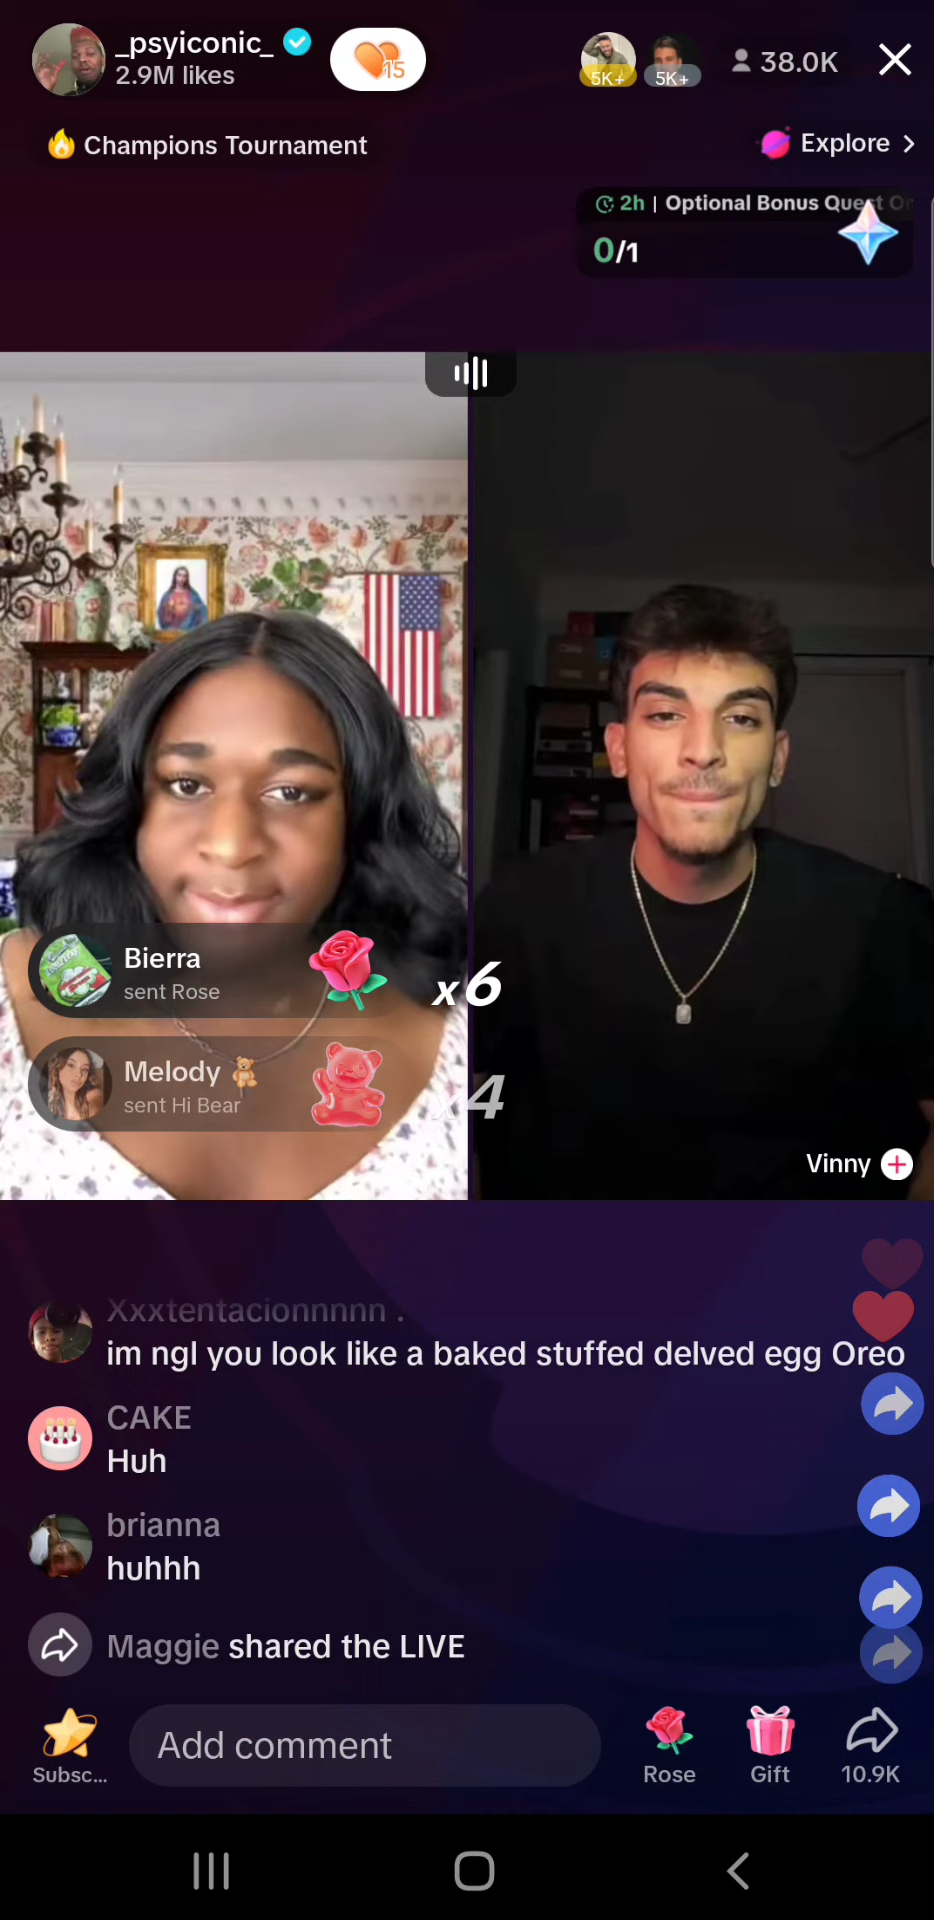 _psyiconic_
2.9M likes
15
5K+
5K+
38.0K
Champions Tournament
Explore >
2h | Optional Bonus Quest On
0/1
Bierra
sent Rose
x6
Melody
sent Hi Bear
x4
Vinny
Xxxtentacionnnnn .
im ngl you look like a baked stuffed delved egg Oreo
CAKE
Huh
brianna
huhhh
Maggie shared the LIVE
Subsc...
Add comment
Rose
Gift
10.9K